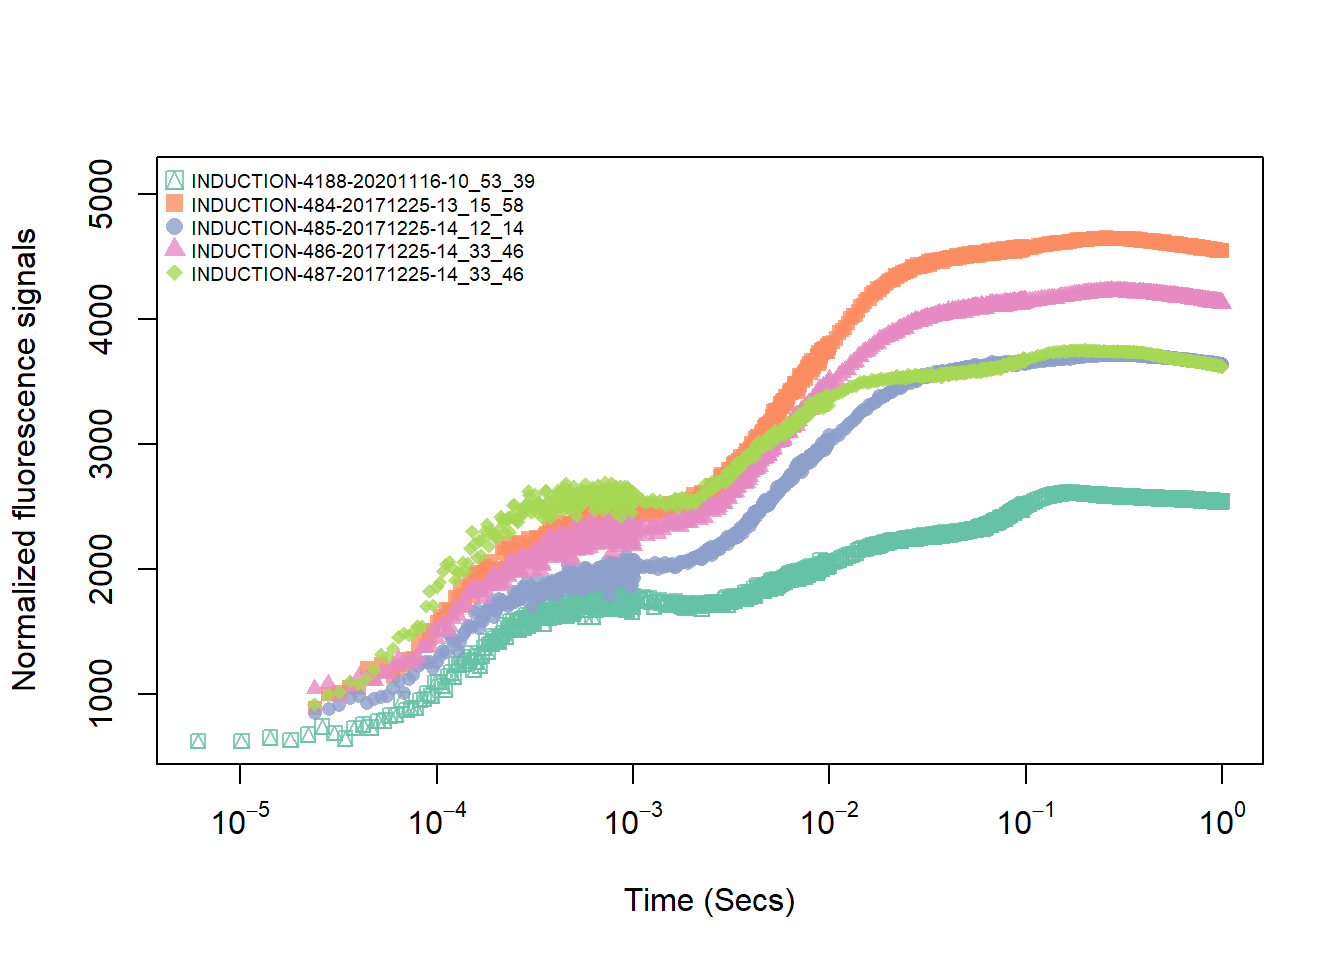 INDUCTION-4188-20201116-10_53_39
INDUCTION-484-20171225-13_15_58
INDUCTION-485-20171225-14_12_14
INDUCTION-486-20171225-14_33_46
INDUCTION-487-20171225-14_33_46
Normalized fluorescence signals
5000
4000
3000
2000
1000
10⁻⁵ 10⁻⁴ 10⁻³ 10⁻² 10⁻¹ 10⁰
Time (Secs)